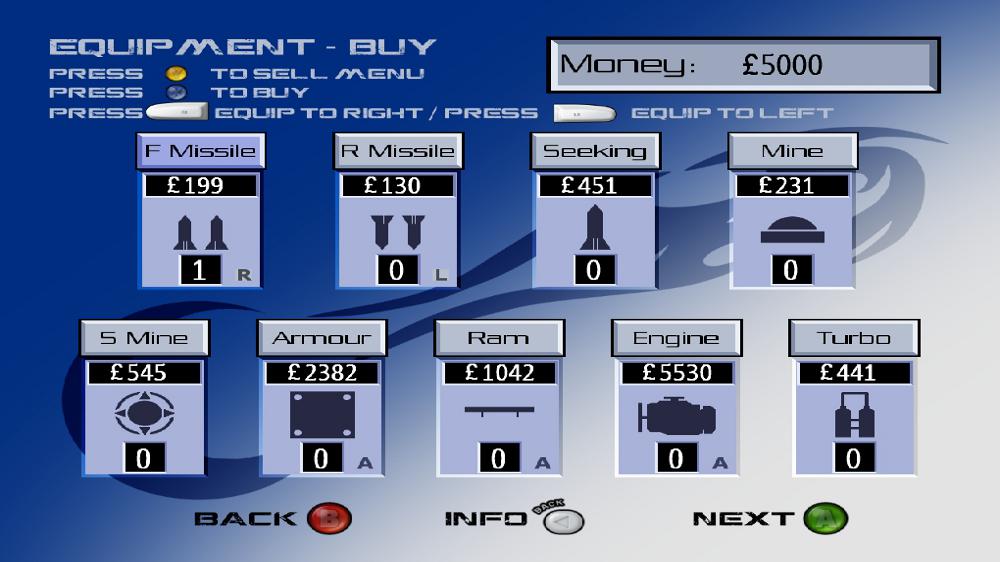 EQUIPMENT - BUY
Money: £5000
PRESS TO SELL MENU
PRESS TO BUY
PRESS EQUIP TO RIGHT / PRESS EQUIP TO LEFT
F Missile R Missile Seeking Mine
£199 £130 £451 £231
1 R 0 L 0 0
S Mine Armour Ram Engine Turbo
£545 £2382 £1042 £5530 £441
0 0 A 0 A 0 A 0
BACK B INFO BACK NEXT A